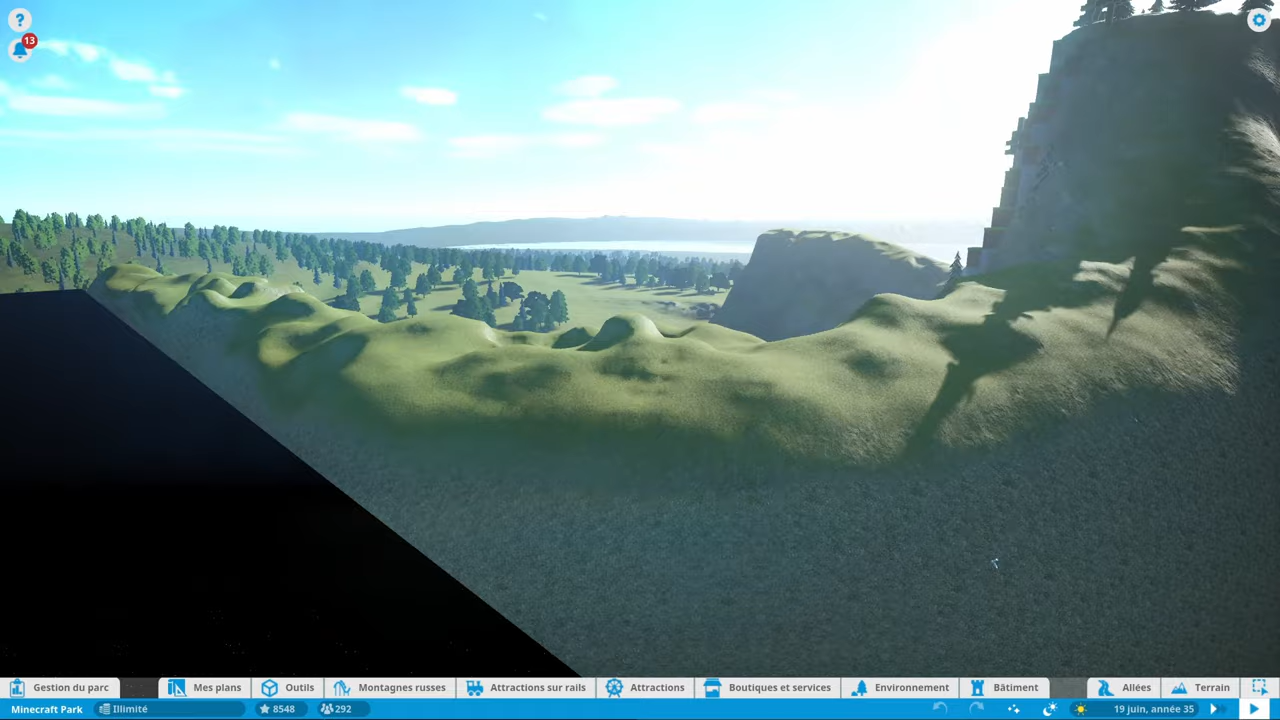 ?
13
Gestion du parc
Mes plans
Outils
Montagnes russes
Attractions sur rails
Attractions
Boutiques et services
Environnement
Bâtiment
Allées
Terrain
Minecraft Park
Illimité
8548
292
19 juin, année 35